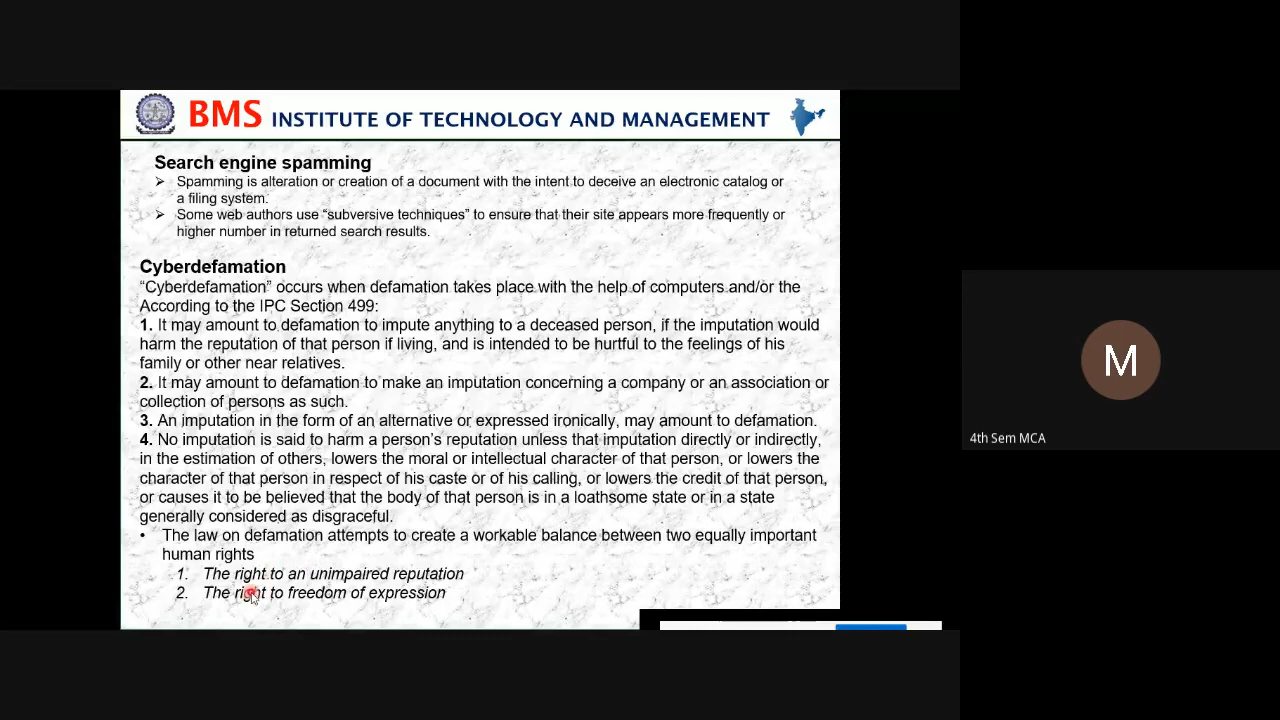 BMS INSTITUTE OF TECHNOLOGY AND MANAGEMENT
Search engine spamming
➢ Spamming is alteration or creation of a document with the intent to deceive an electronic catalog or
a filing system.
➢ Some web authors use “subversive techniques” to ensure that their site appears more frequently or
higher number in returned search results.
Cyberdefamation
“Cyberdefamation” occurs when defamation takes place with the help of computers and/or the
According to the IPC Section 499:
1. It may amount to defamation to impute anything to a deceased person, if the imputation would
harm the reputation of that person if living, and is intended to be hurtful to the feelings of his
family or other near relatives.
2. It may amount to defamation to make an imputation concerning a company or an association or
collection of persons as such.
3. An imputation in the form of an alternative or expressed ironically, may amount to defamation.
4. No imputation is said to harm a person’s reputation unless that imputation directly or indirectly,
in the estimation of others, lowers the moral or intellectual character of that person, or lowers the
character of that person in respect of his caste or of his calling, or lowers the credit of that person,
or causes it to be believed that the body of that person is in a loathsome state or in a state
generally considered as disgraceful.
• The law on defamation attempts to create a workable balance between two equally important
human rights
1. The right to an unimpaired reputation
2. The right to freedom of expression
M
4th Sem MCA